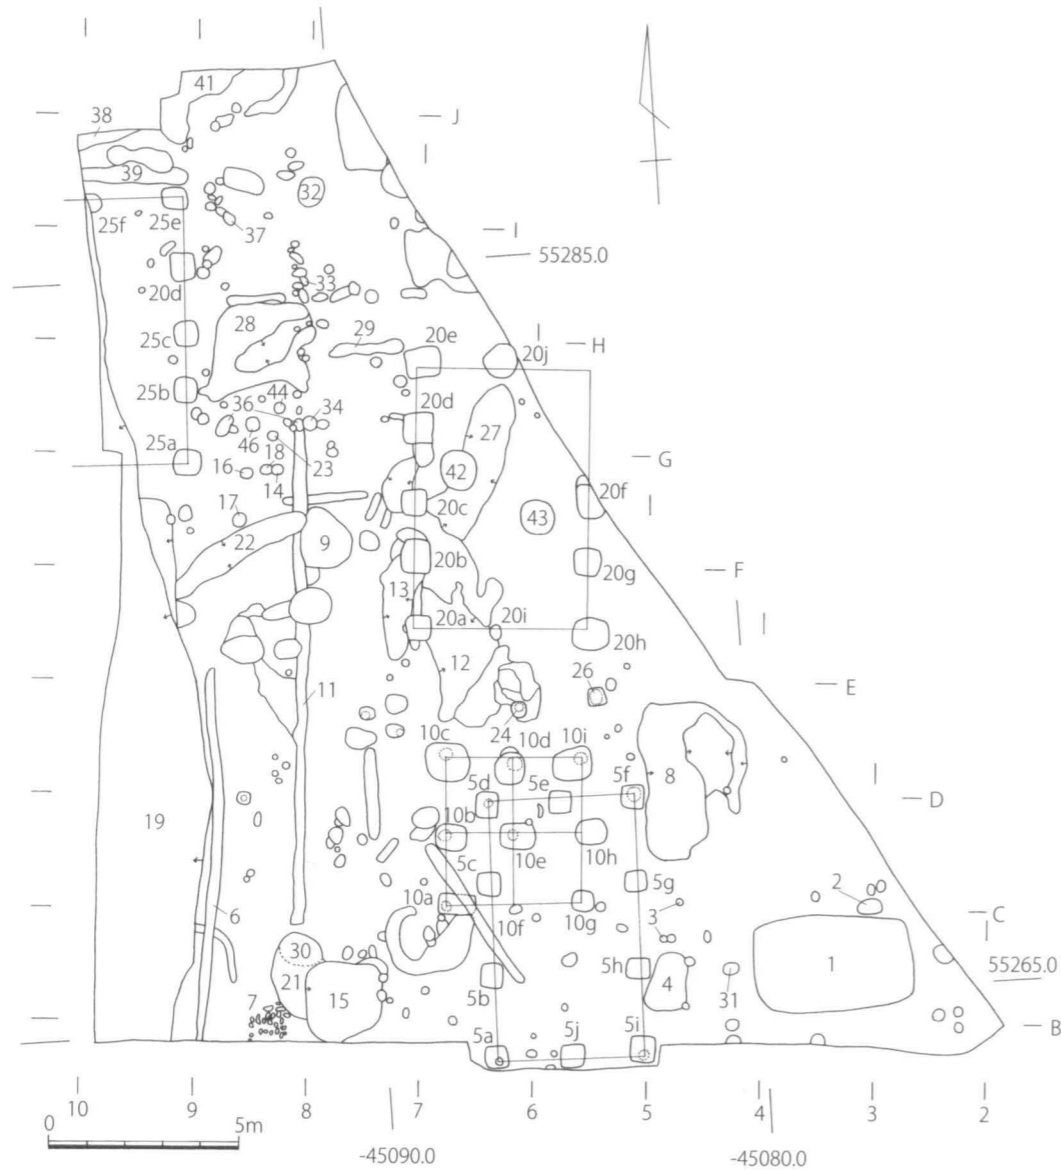 41
38
J
39
32
25f
25e
37
I
55285.0
20d
33
28
29
20e
20j
H
25c
25b
44
36
34
20d
27
46
23
25a
18
16
14
42
G
20c
20f
17
43
22
9
20b
20g
F
13
20a
20i
20h
12
26
E
11
24
10c
10d
10i
5d
5e
5f
8
D
19
10b
10e
10h
5c
5g
2
6
10a
3
10f
10g
C
30
55265.0
21
5h
1
15
4
31
7
5b
5a
5j
5i
B
10
9
8
7
6
5
4
3
2
0
5m
-45090.0
-45080.0